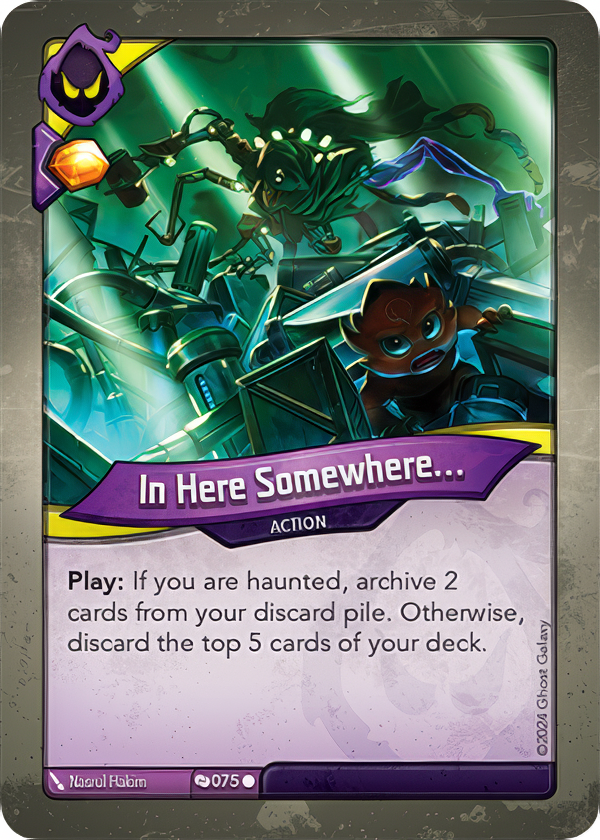 In Here Somewhere...
ACTION
Play: If you are haunted, archive 2
cards from your discard pile. Otherwise,
discard the top 5 cards of your deck.
©2024 Ghost Galaxy
Nasrul Hakim
075